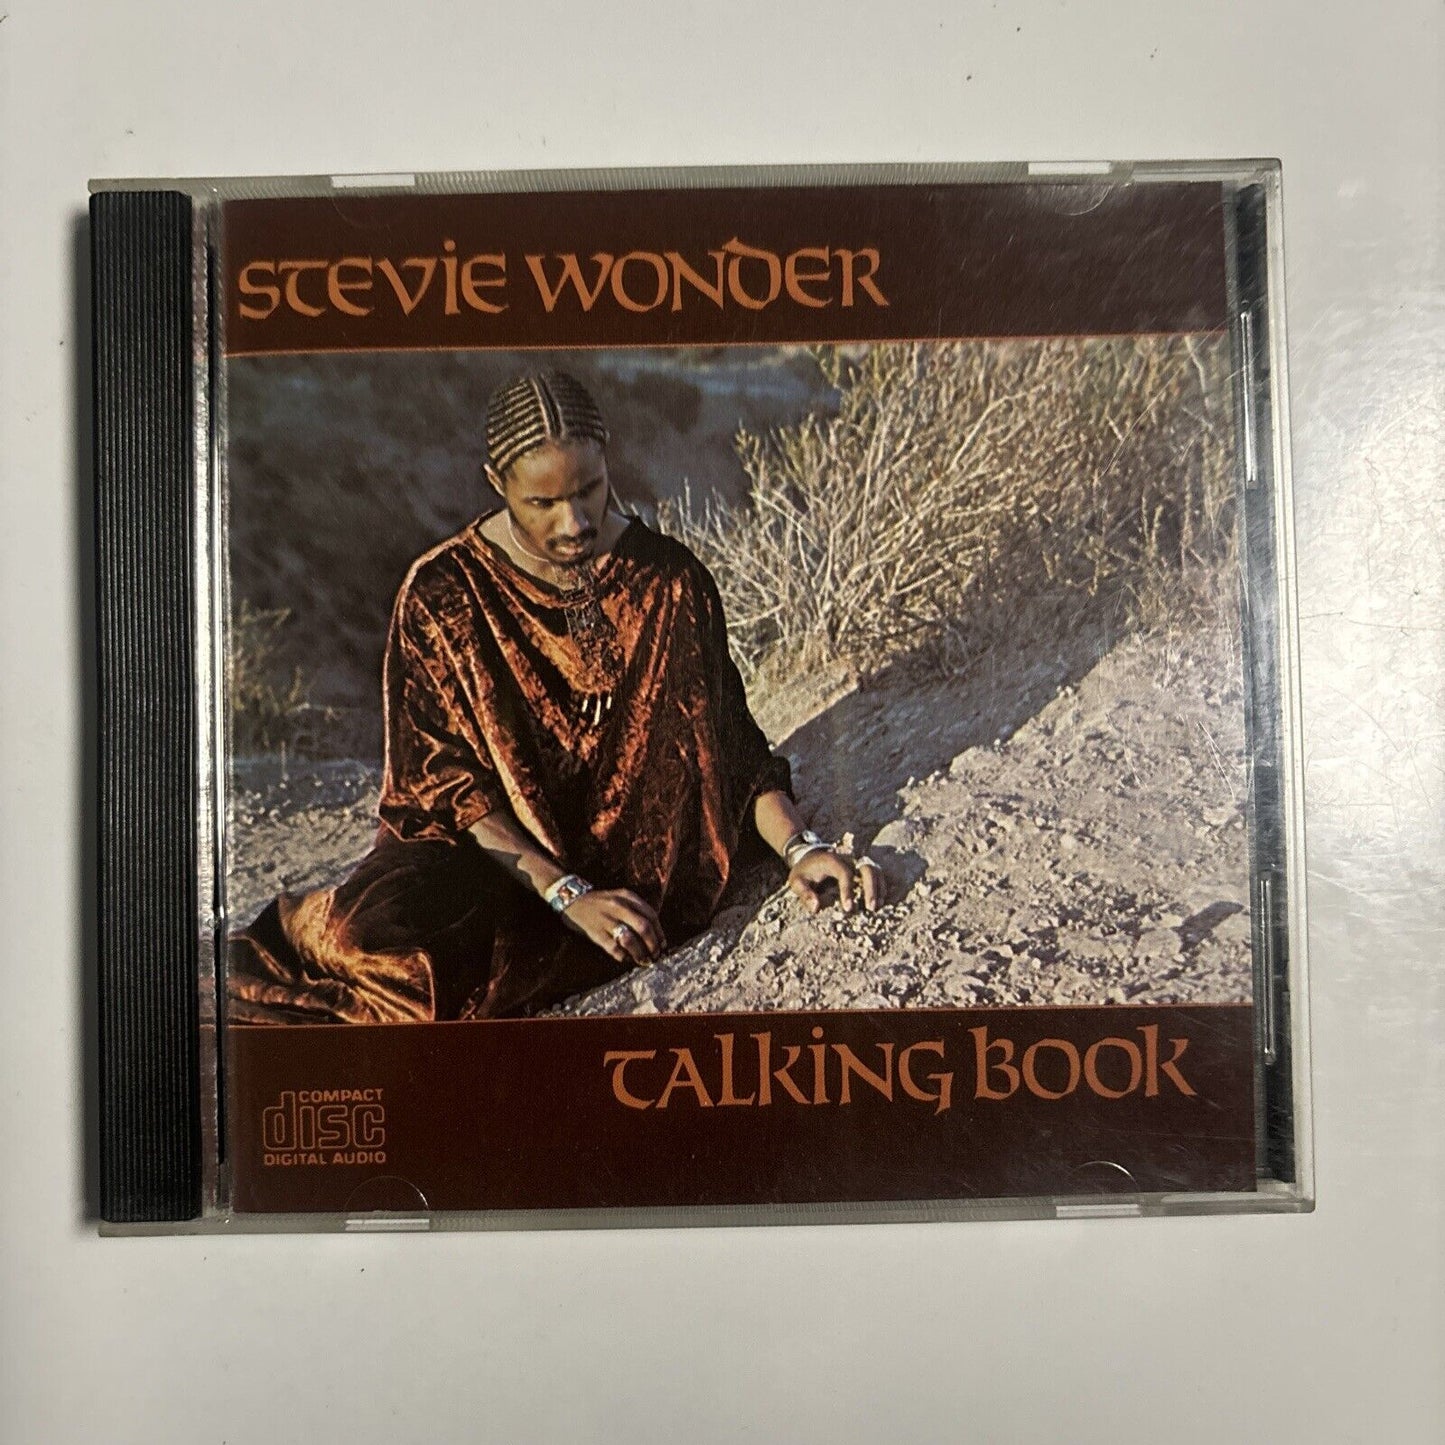 STEVIE WONDER
TALKING BOOK
COMPACT
disc
DIGITAL AUDIO